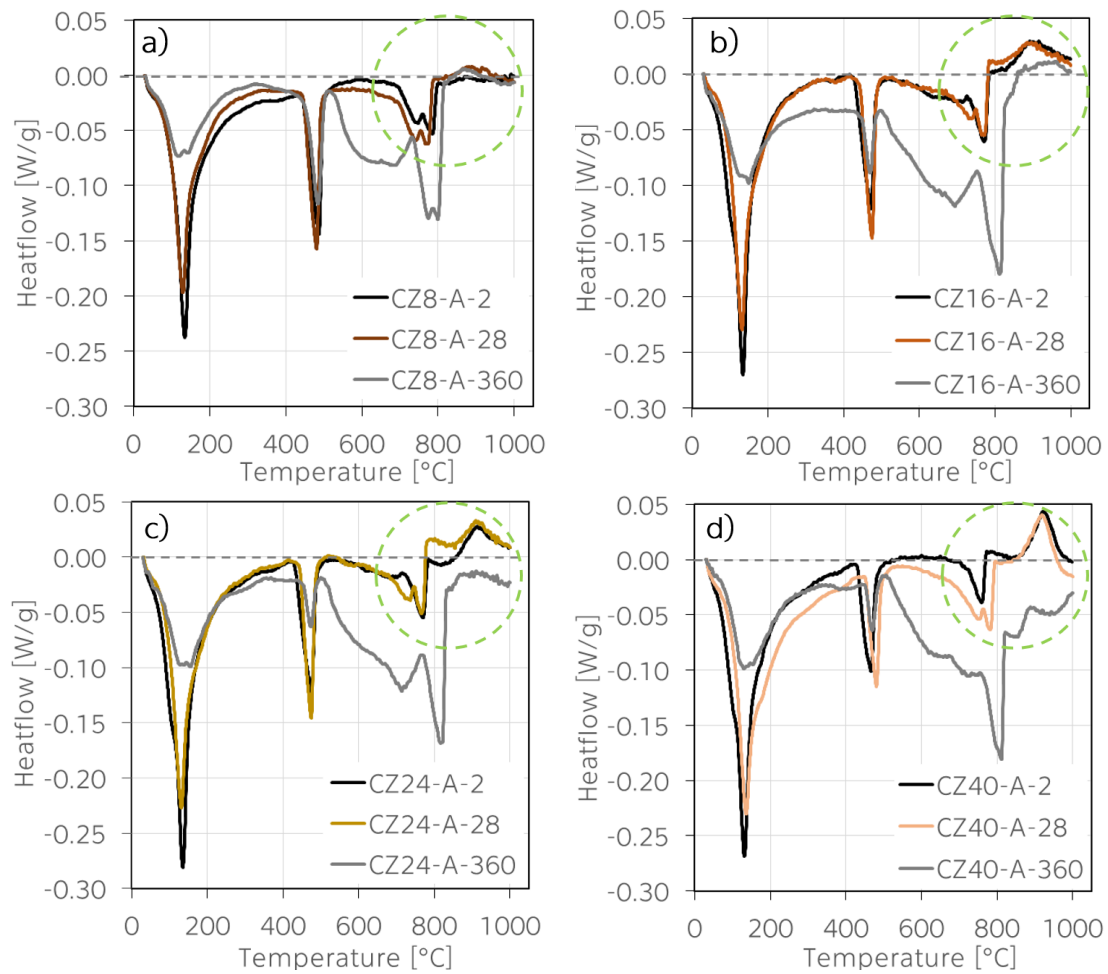 a)
0.05
0.00
-0.05
-0.10
-0.15
-0.20
-0.25
-0.30
Heatflow [W/g]
CZ8-A-2
CZ8-A-28
CZ8-A-360
0 200 400 600 800 1000
Temperature [°C]
b)
0.05
0.00
-0.05
-0.10
-0.15
-0.20
-0.25
-0.30
Heatflow [W/g]
CZ16-A-2
CZ16-A-28
CZ16-A-360
0 200 400 600 800 1000
Temperature [°C]
c)
0.05
0.00
-0.05
-0.10
-0.15
-0.20
-0.25
-0.30
Heatflow [W/g]
CZ24-A-2
CZ24-A-28
CZ24-A-360
0 200 400 600 800 1000
Temperature [°C]
d)
0.05
0.00
-0.05
-0.10
-0.15
-0.20
-0.25
-0.30
Heatflow [W/g]
CZ40-A-2
CZ40-A-28
CZ40-A-360
0 200 400 600 800 1000
Temperature [°C]